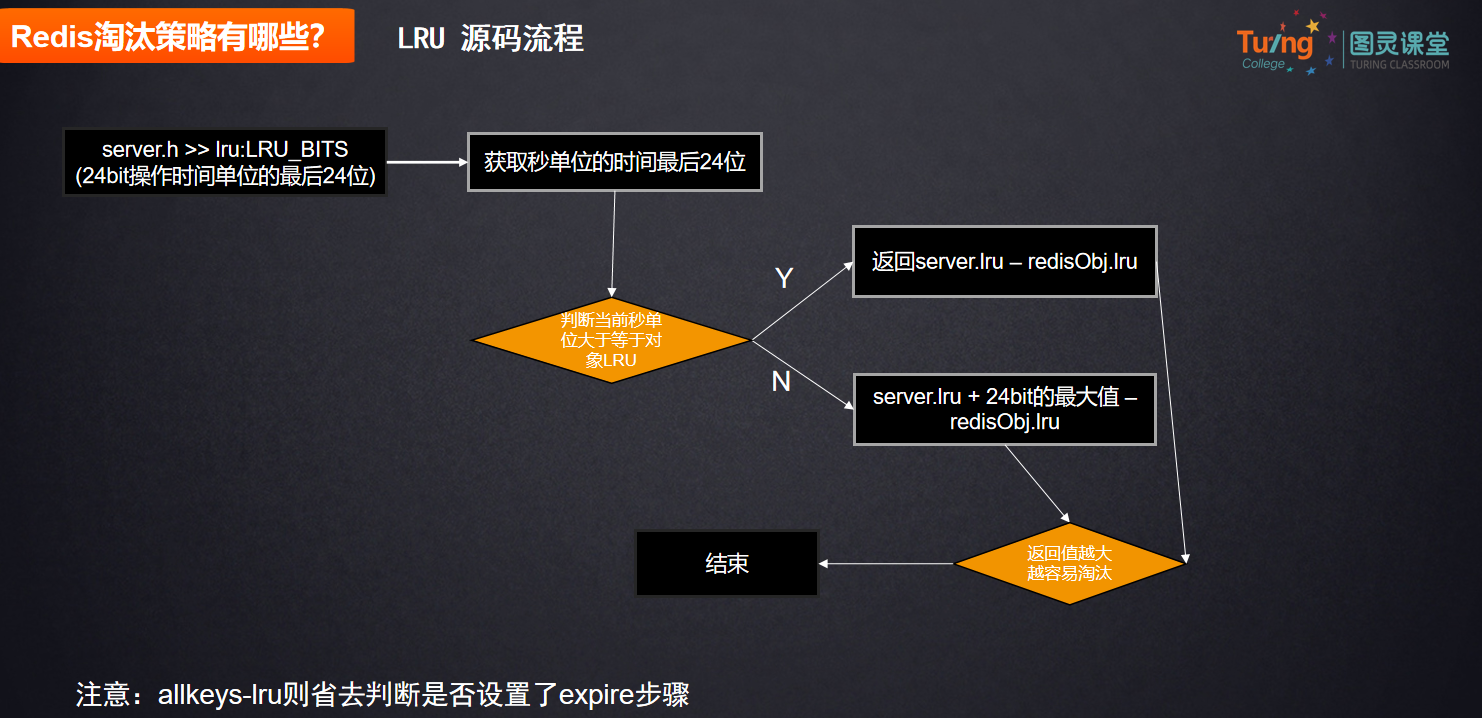 Redis淘汰策略有哪些？
LRU 源码流程
Turing
College
图灵课堂
TURING CLASSROOM
server.h >> lru:LRU_BITS
(24bit操作时间单位的最后24位)
获取秒单位的时间最后24位
判断当前秒单
位大于等于对
象LRU
Y
返回server.lru – redisObj.lru
N
server.lru + 24bit的最大值 –
redisObj.lru
返回值越大
越容易淘汰
结束
注意：allkeys-lru则省去判断是否设置了expire步骤